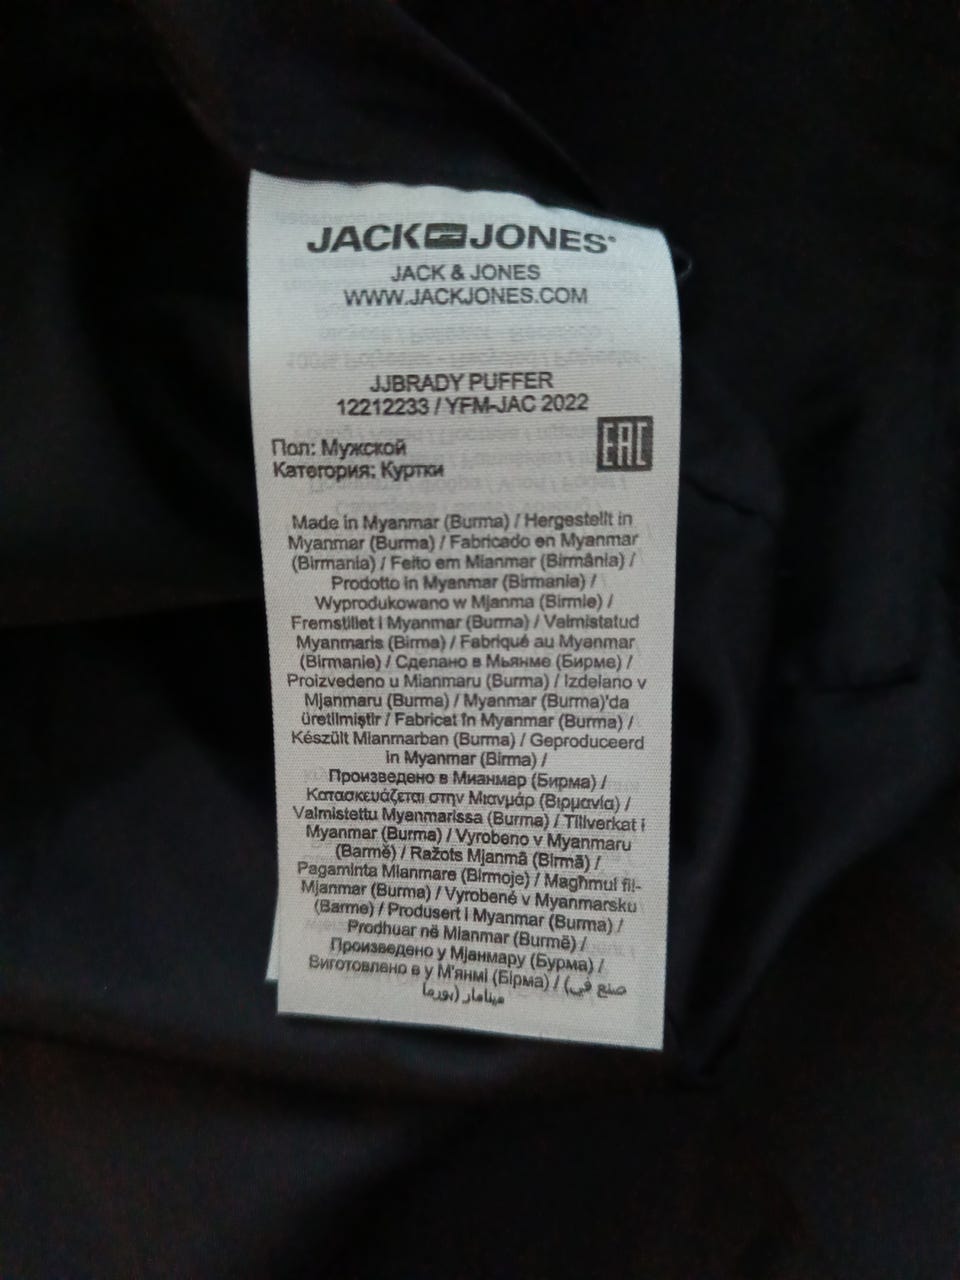 JACK JONES®
JACK & JONES
WWW.JACKJONES.COM
JJBRADY PUFFER
12212233 / YFM-JAC 2022
EAC
Пол: Мужской
Категория: Куртки
Made in Myanmar (Burma) / Hergestellt in
Myanmar (Burma) / Fabricado en Myanmar
(Birmania) / Feito em Mianmar (Birmânia) /
Prodotto in Myanmar (Birmania) /
Wyprodukowano w Mjanma (Birmie) /
Fremstillet i Myanmar (Burma) / Valmistatud
Myanmaris (Birma) / Fabriqué au Myanmar
(Birmanie) / Сделано в Мьянме (Бирме) /
Proizvedeno u Mianmaru (Burma) / Izdelano v
Mjanmaru (Burma) / Myanmar (Burma)'da
üretilmiştir / Fabricat în Myanmar (Burma) /
Készült Mianmarban (Burma) / Geproduceerd
in Myanmar (Birma) /
Произведено в Мианмар (Бирма) /
Κατασκευάζεται στην Μιανμάρ (Βιρμανία) /
Valmistettu Myanmarissa (Burma) / Tillverkat i
Myanmar (Burma) / Vyrobeno v Myanmaru
(Barmě) / Ražots Mjanmā (Birmā) /
Pagaminta Mianmare (Birmoje) / Magħmul fil-
Mjanmar (Burma) / Vyrobené v Myanmarsku
(Barme) / Produsert i Myanmar (Burma) /
Prodhuar në Mianmar (Burmë) /
Произведено у Мјанмару (Бурма) /
Виготовлено в у М'янмі (Бірма) / (صنع في
ميانمار (بورما